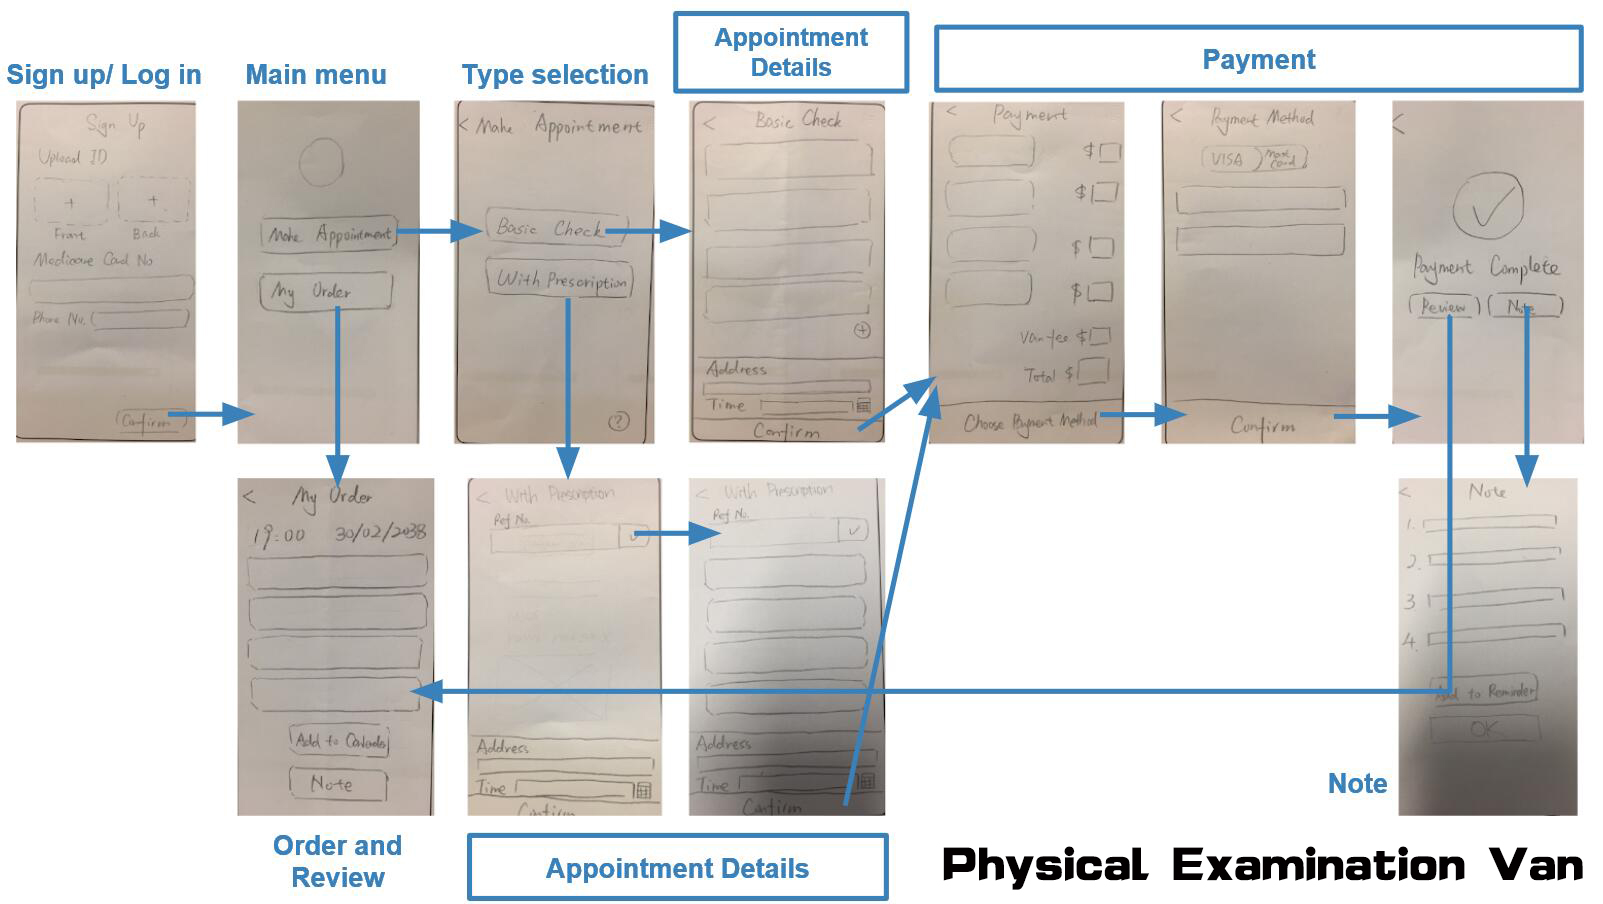 Sign up/ Log in
Main menu
Type selection
Appointment
Details
Payment
Sign Up
Upload ID
+
+
Front
Back
Medicare Card No
Phone No.
Confirm
Make Appointment
My Order
< Make Appointment
Basic Check
With Prescription
?
< Basic Check
+
Address
Time
Confirm
< Payment
$
$
$
$
Van fee $
Total $
Choose Payment Method
< Payment Method
VISA
Master Card
Confirm
<
Payment Complete
Review
Note
< My Order
19:00 30/02/2038
Add to
Note
< With Prescription
Ref No.
Address
Time
Confirm
< With Prescription
Ref No.
Address
Time
Confirm
< Note
1.
2.
3
4.
Add to Reminder
OK
Note
Order and
Review
Appointment Details
Physical Examination Van